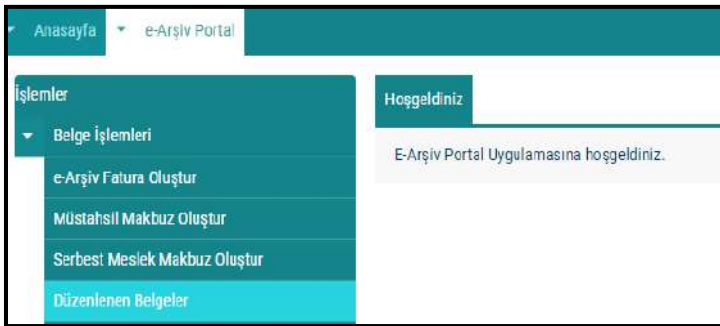 Anasayfa e-Arşiv Portal
İşlemler
Belge İşlemleri
e-Arşiv Fatura Oluştur
Müstahsil Makbuz Oluştur
Serbest Meslek Makbuz Oluştur
Düzenlenen Belgeler
Hoşgeldiniz
E-Arşiv Portal Uygulamasına hoşgeldiniz.